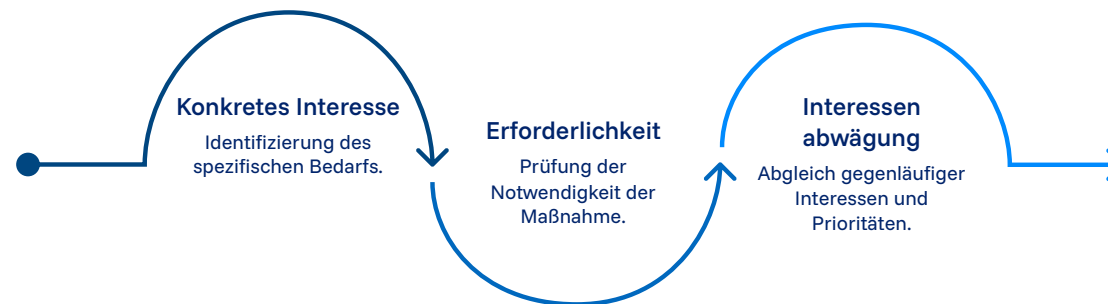 Konkretes Interesse
Identifizierung des
spezifischen Bedarfs.
Erforderlichkeit
Prüfung der
Notwendigkeit der
Maßnahme.
Interessen
abwägung
Abgleich gegenläufiger
Interessen und
Prioritäten.